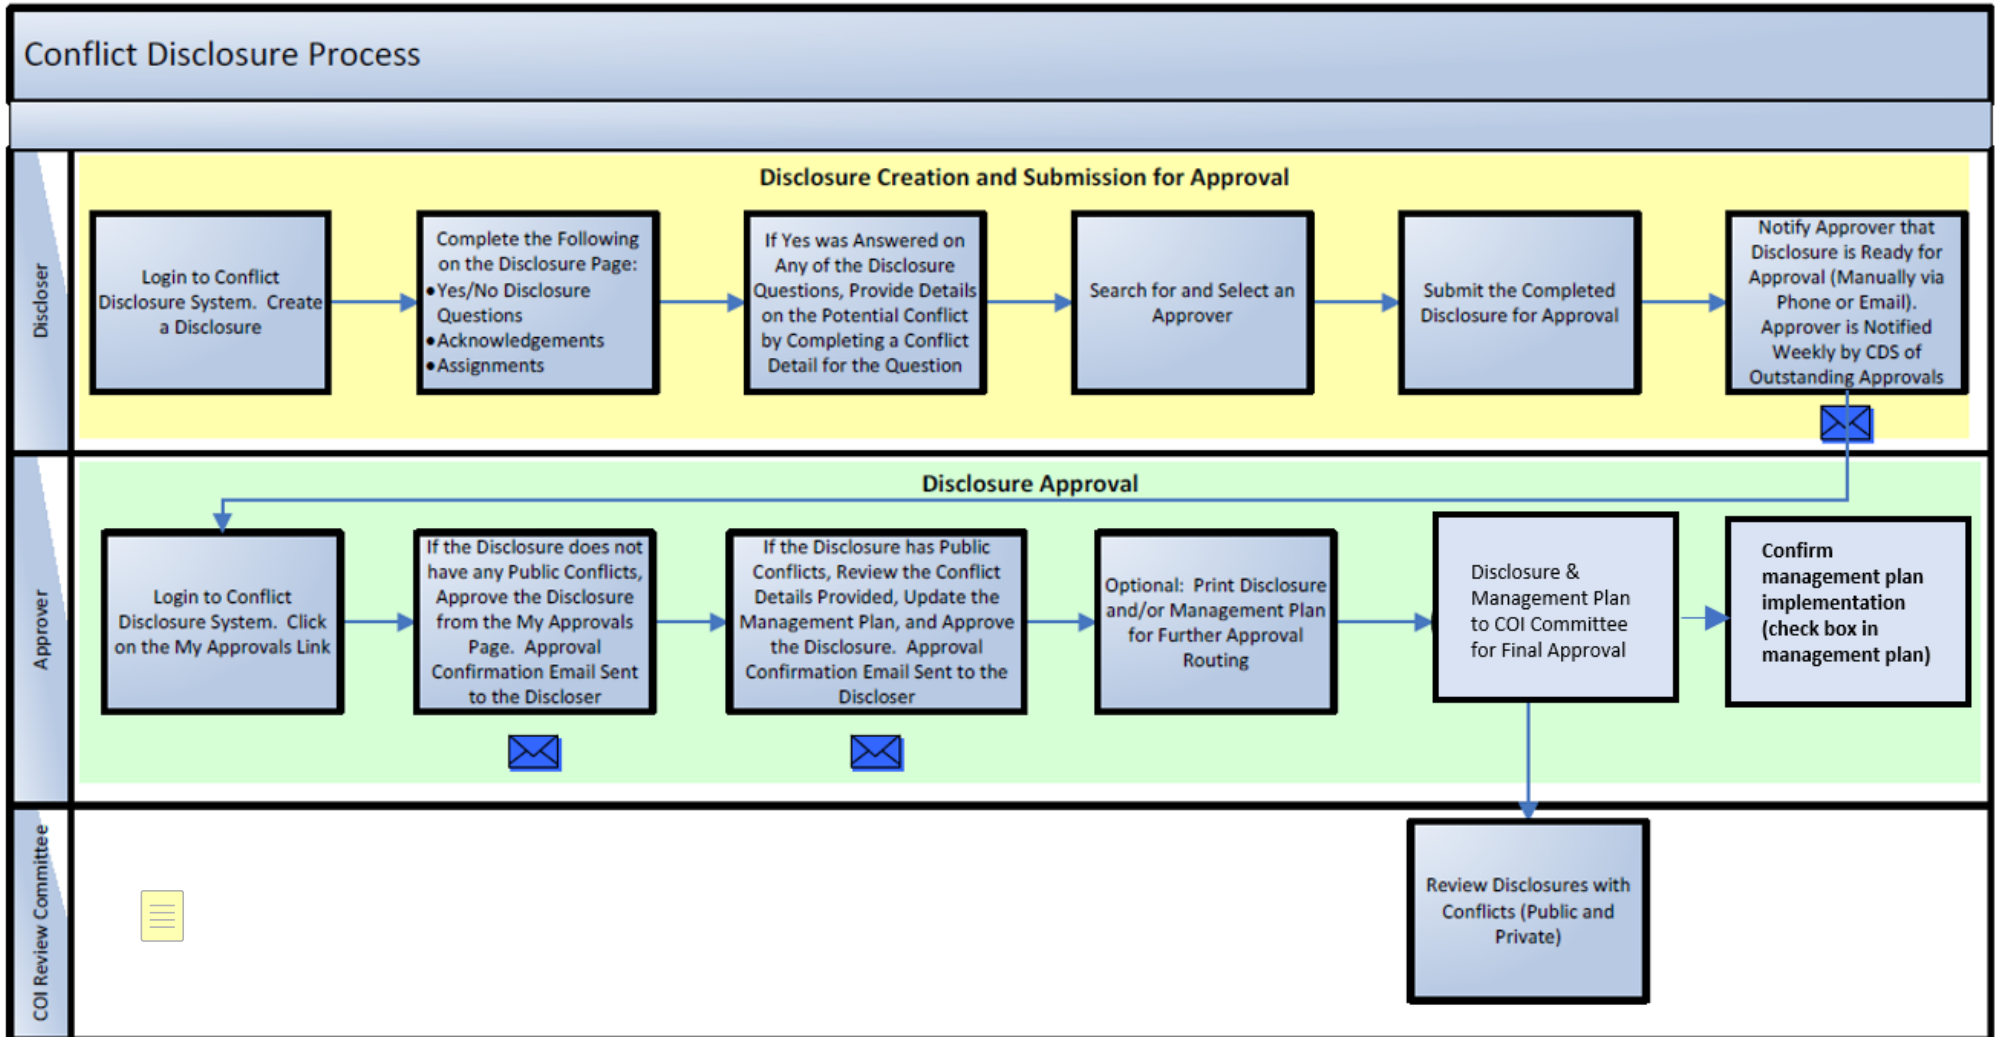 Conflict Disclosure Process
Discloser
Disclosure Creation and Submission for Approval
Login to Conflict
Disclosure System.  Create
a Disclosure
Complete the Following
on the Disclosure Page:
•Yes/No Disclosure
Questions
•Acknowledgements
•Assignments
If Yes was Answered on
Any of the Disclosure
Questions, Provide Details
on the Potential Conflict
by Completing a Conflict
Detail for the Question
Search for and Select an
Approver
Submit the Completed
Disclosure for Approval
Notify Approver that
Disclosure is Ready for
Approval (Manually via
Phone or Email).
Approver is Notified
Weekly by CDS of
Outstanding Approvals
Approver
Disclosure Approval
Login to Conflict
Disclosure System.  Click
on the My Approvals Link
If the Disclosure does not
have any Public Conflicts,
Approve the Disclosure
from the My Approvals
Page.  Approval
Confirmation Email Sent
to the Discloser
If the Disclosure has Public
Conflicts, Review the Conflict
Details Provided, Update the
Management Plan, and Approve
the Disclosure.  Approval
Confirmation Email Sent to the
Discloser
Optional:  Print Disclosure
and/or Management Plan
for Further Approval
Routing
Disclosure &
Management Plan
to COI Committee
for Final Approval
Confirm
management plan
implementation
(check box in
management plan)
COI Review Committee
Review Disclosures with
Conflicts (Public and
Private)